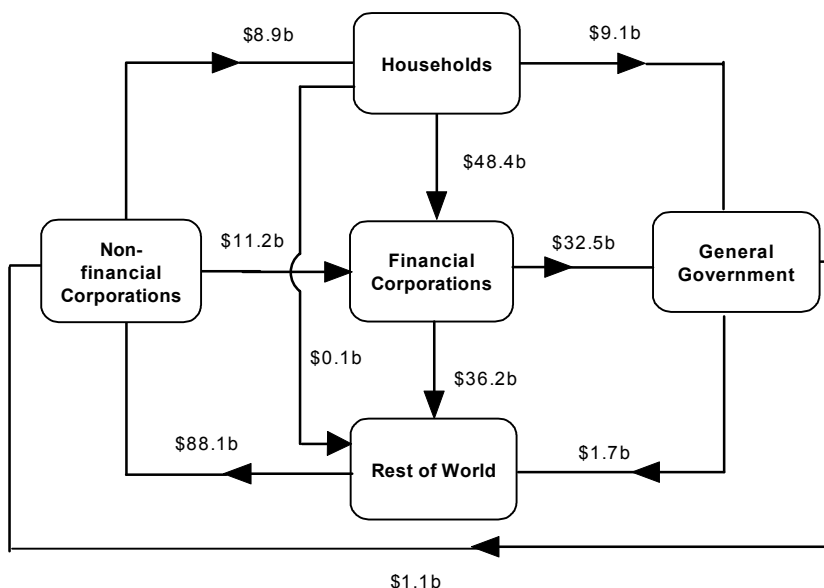 $8.9b
Households
$9.1b
$48.4b
Non-
financial
Corporations
$11.2b
Financial
Corporations
$32.5b
General
Government
$0.1b
$36.2b
$88.1b
Rest of World
$1.7b
$1.1b